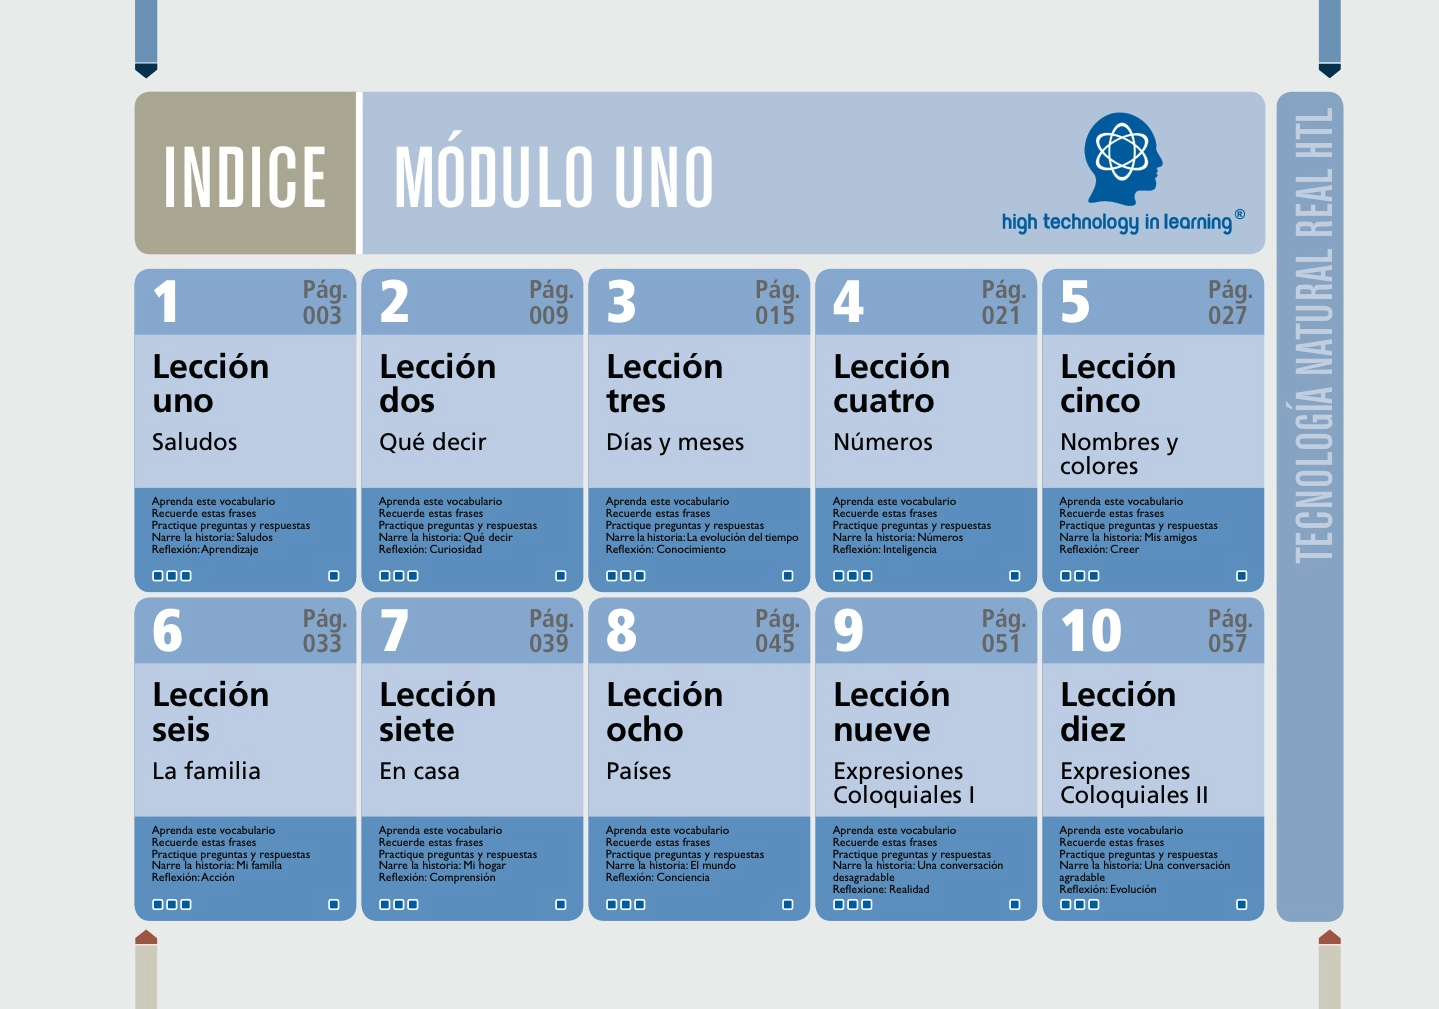 INDICE
MÓDULO UNO
high technology in learning®
TECNOLOGÍA NATURAL REAL HTL
1
Pág.
003
Lección
uno
Saludos
Aprenda este vocabulario
Recuerde estas frases
Practique preguntas y respuestas
Narre la historia: Saludos
Reflexión: Aprendizaje
2
Pág.
009
Lección
dos
Qué decir
Aprenda este vocabulario
Recuerde estas frases
Practique preguntas y respuestas
Narre la historia: Qué decir
Reflexión: Curiosidad
3
Pág.
015
Lección
tres
Días y meses
Aprenda este vocabulario
Recuerde estas frases
Practique preguntas y respuestas
Narre la historia: La evolución del tiempo
Reflexión: Conocimiento
4
Pág.
021
Lección
cuatro
Números
Aprenda este vocabulario
Recuerde estas frases
Practique preguntas y respuestas
Narre la historia: Números
Reflexión: Inteligencia
5
Pág.
027
Lección
cinco
Nombres y
colores
Aprenda este vocabulario
Recuerde estas frases
Practique preguntas y respuestas
Narre la historia: Mis amigos
Reflexión: Creer
6
Pág.
033
Lección
seis
La familia
Aprenda este vocabulario
Recuerde estas frases
Practique preguntas y respuestas
Narre la historia: Mi familia
Reflexión: Acción
7
Pág.
039
Lección
siete
En casa
Aprenda este vocabulario
Recuerde estas frases
Practique preguntas y respuestas
Narre la historia: Mi hogar
Reflexión: Comprensión
8
Pág.
045
Lección
ocho
Países
Aprenda este vocabulario
Recuerde estas frases
Practique preguntas y respuestas
Narre la historia: El mundo
Reflexión: Conciencia
9
Pág.
051
Lección
nueve
Expresiones
Coloquiales I
Aprenda este vocabulario
Recuerde estas frases
Practique preguntas y respuestas
Narre la historia: Una conversación
desagradable
Reflexione: Realidad
10
Pág.
057
Lección
diez
Expresiones
Coloquiales II
Aprenda este vocabulario
Recuerde estas frases
Practique preguntas y respuestas
Narre la historia: Una conversación
agradable
Reflexión: Evolución